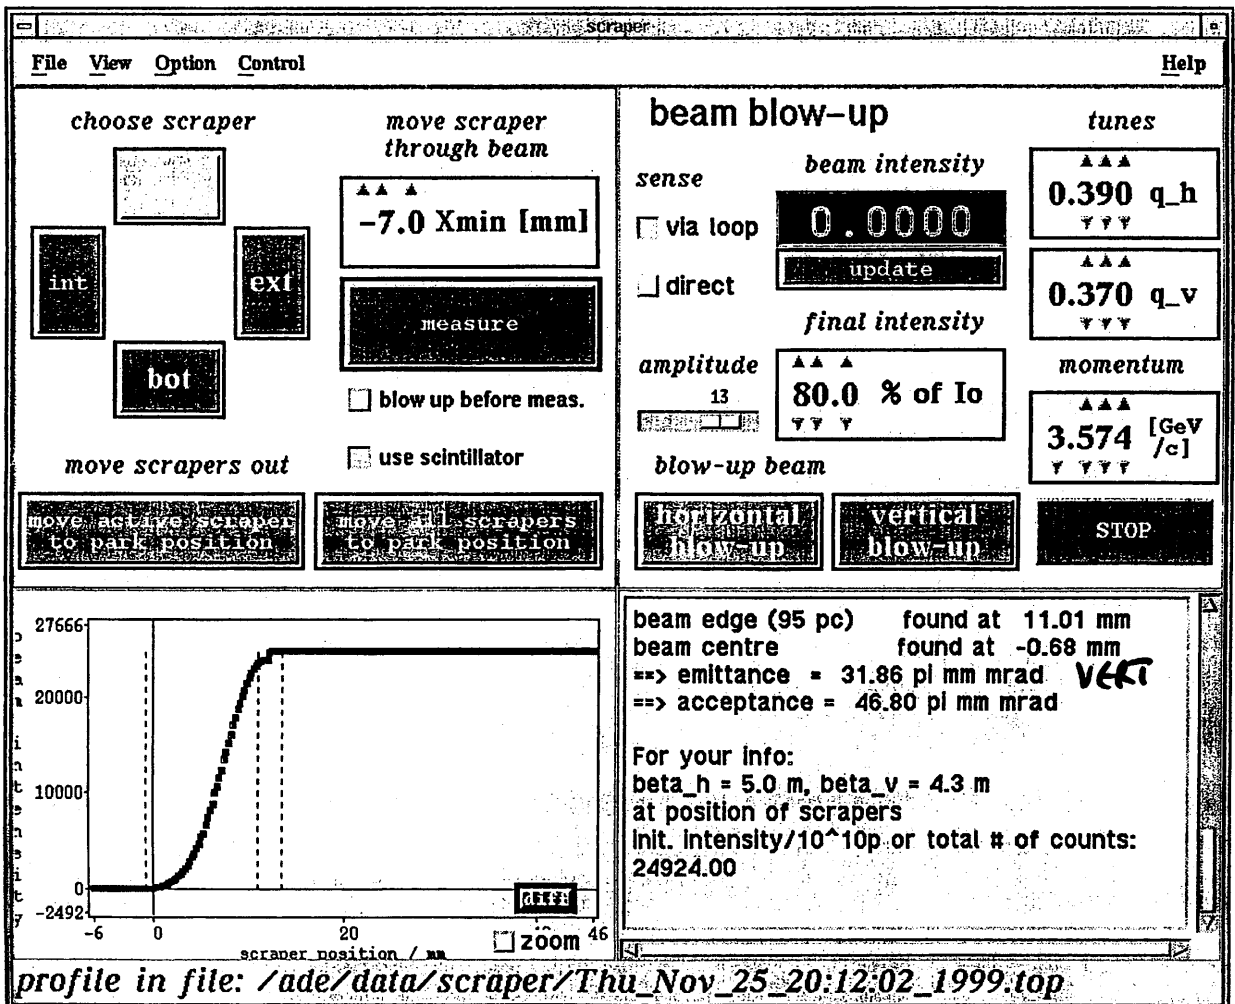 scraper
File View Option Control Help
choose scraper
int
ext
bot
move scraper
through beam
-7.0 Xmin [mm]
measure
blow up before meas.
use scintillator
move scrapers out
move active scraper
to park position
move all scrapers
to park position
beam blow-up
sense
via loop
direct
beam intensity
0.0000
update
final intensity
80.0 % of Io
amplitude
13
tunes
0.390 q_h
0.370 q_v
momentum
3.574 [GeV
/c]
blow-up beam
horizontal
blow-up
vertical
blow-up
STOP
27666
20000
10000
0
-2492
-6 0 20 46
scraper position / mm
diff
zoom
beam edge (95 pc) found at 11.01 mm
beam centre found at -0.68 mm
==> emittance = 31.86 pi mm mrad VERT
==> acceptance = 46.80 pi mm mrad
For your info:
beta_h = 5.0 m, beta_v = 4.3 m
at position of scrapers
init. intensity/10^10p or total # of counts:
24924.00
profile in file: /ade/data/scraper/Thu_Nov_25_20:12:02_1999.top